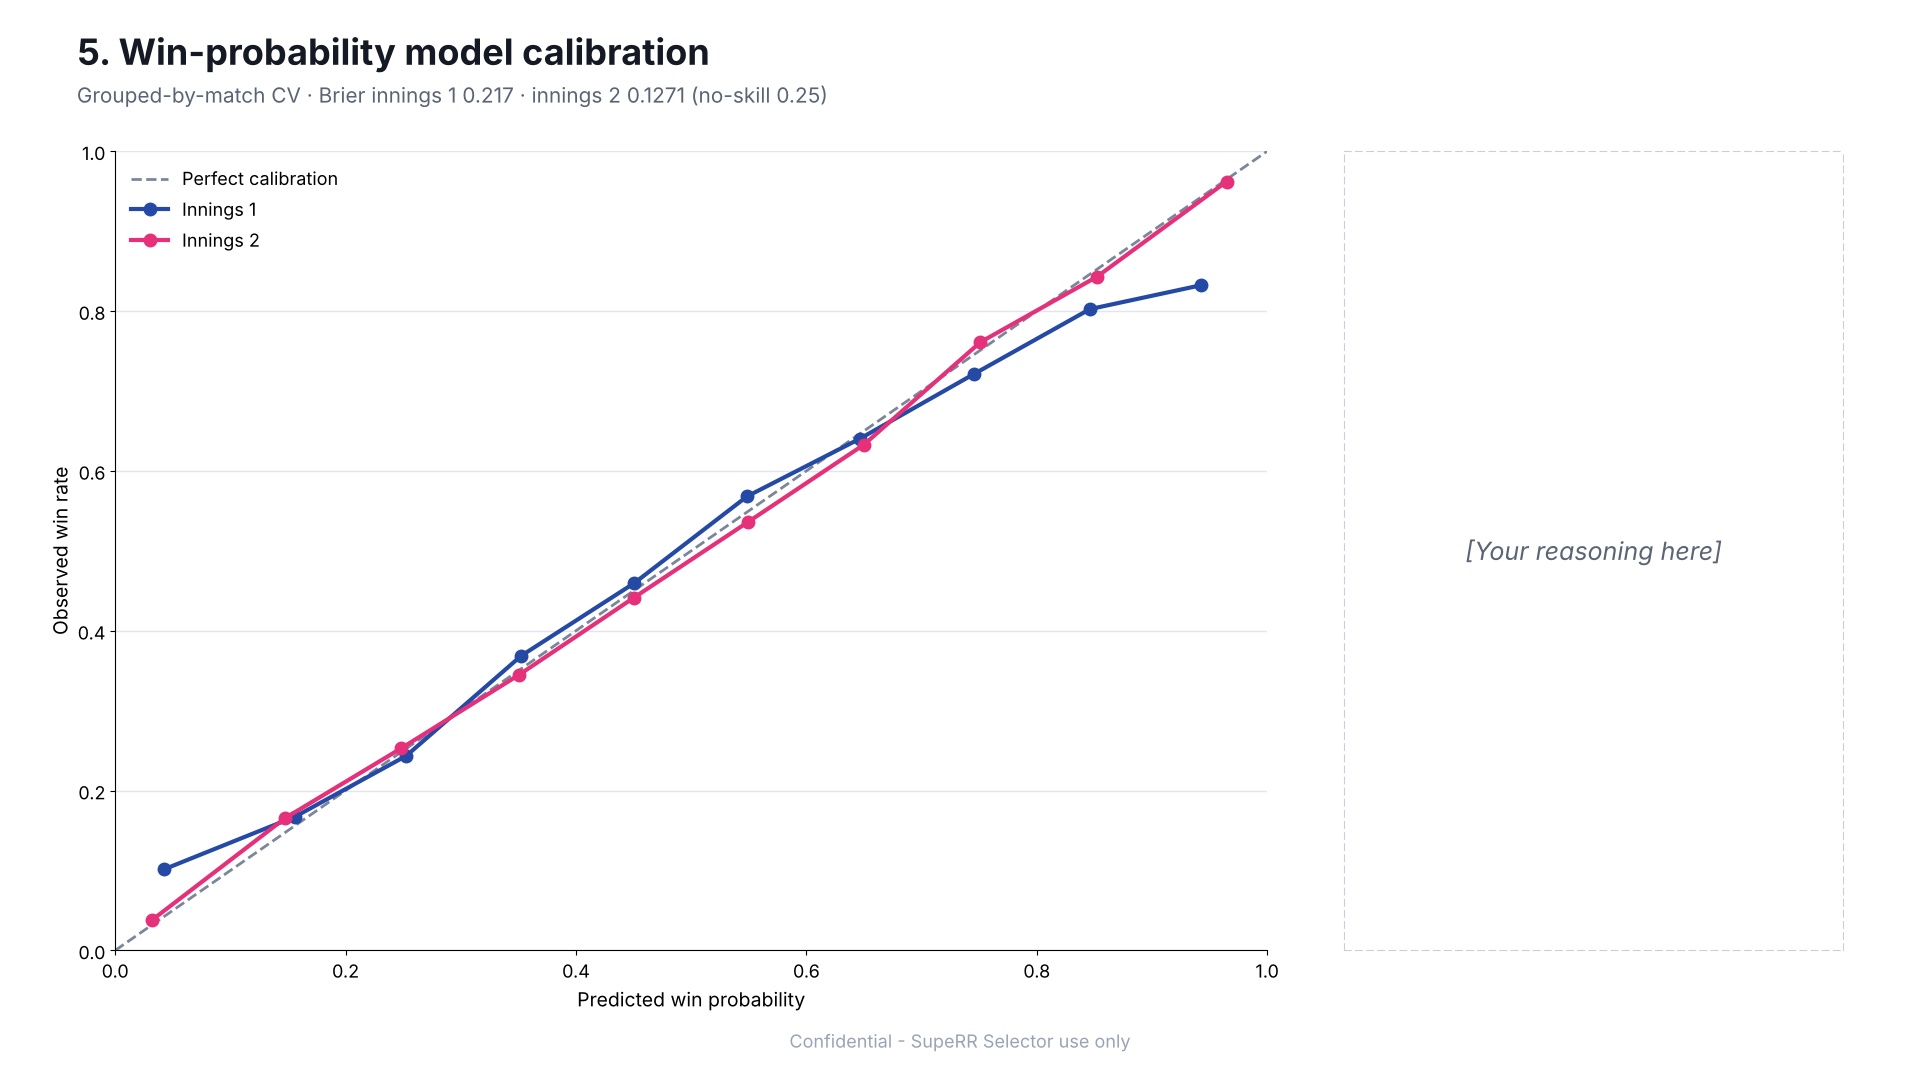 5. Win-probability model calibration
Grouped-by-match CV · Brier innings 1 0.217 · innings 2 0.1271 (no-skill 0.25)
Perfect calibration
Innings 1
Innings 2
1.0
0.8
0.6
0.4
0.2
0.0
Observed win rate
0.0 0.2 0.4 0.6 0.8 1.0
Predicted win probability
[Your reasoning here]
Confidential - SupeRR Selector use only